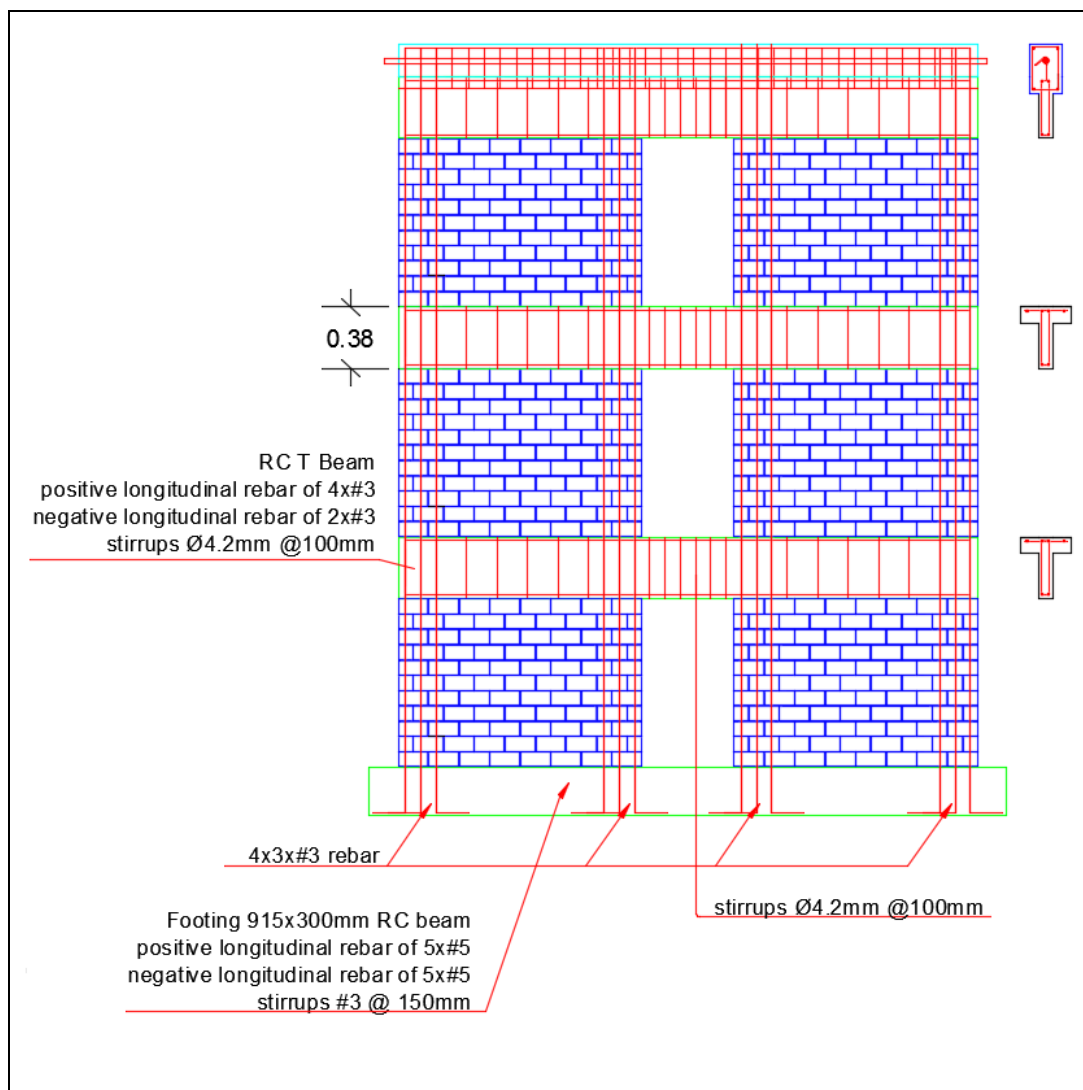 0.38
RC T Beam
positive longitudinal rebar of 4x#3
negative longitudinal rebar of 2x#3
stirrups Ø4.2mm @100mm
4x3x#3 rebar
stirrups Ø4.2mm @100mm
Footing 915x300mm RC beam
positive longitudinal rebar of 5x#5
negative longitudinal rebar of 5x#5
stirrups #3 @ 150mm